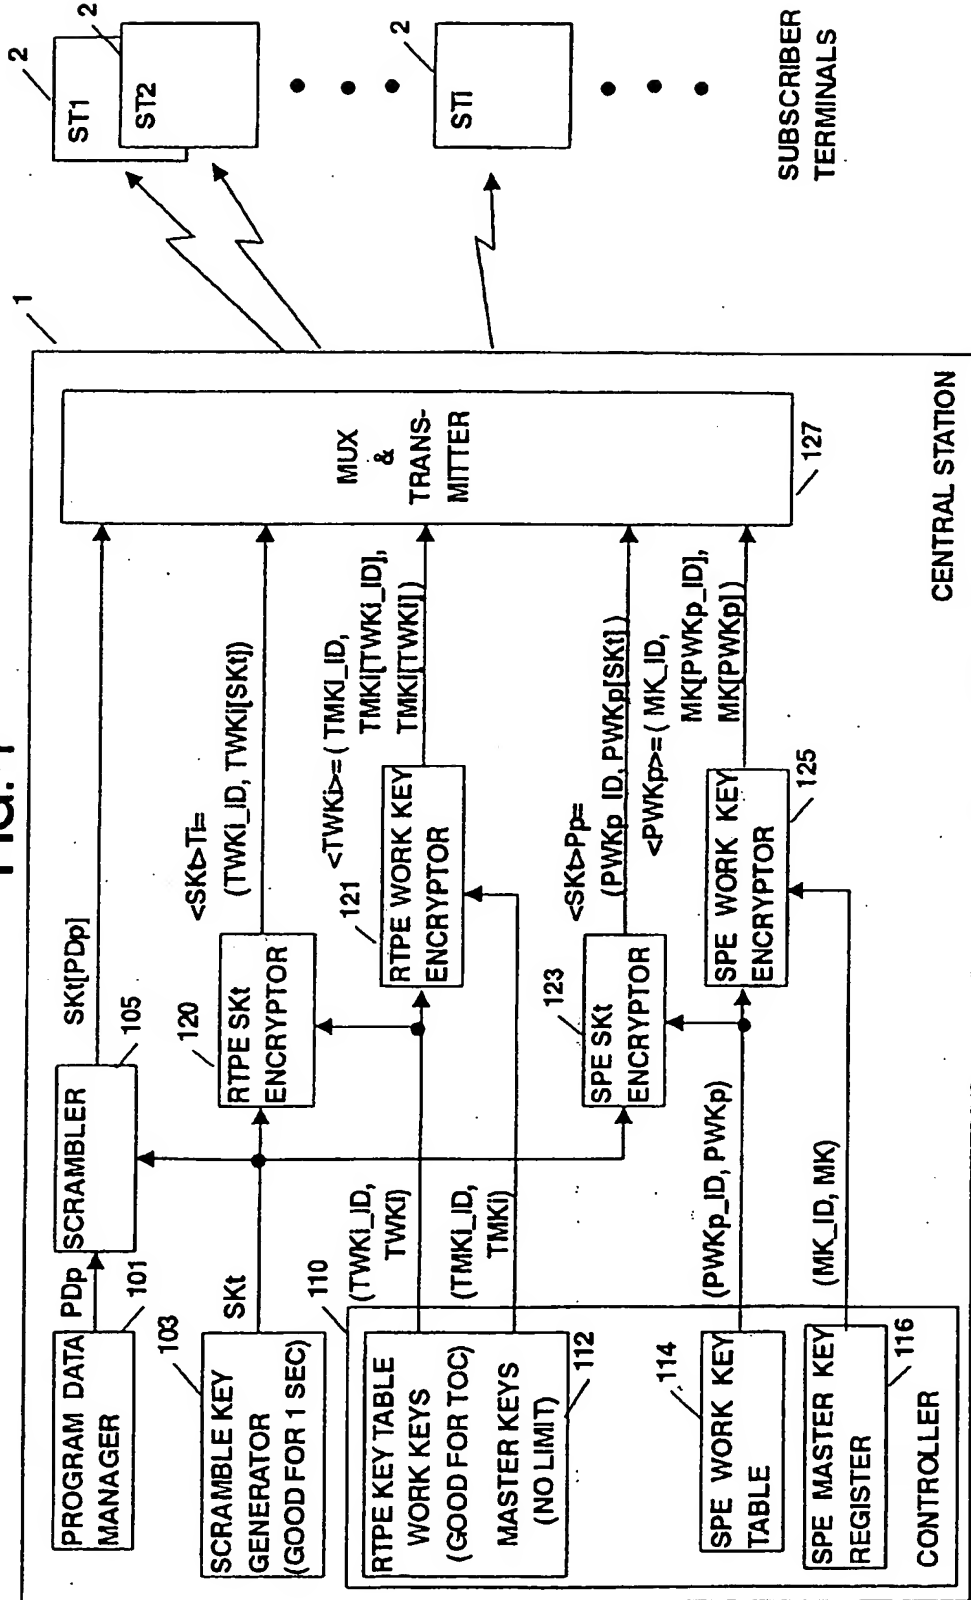 FIG. 1
PROGRAM DATA
MANAGER
101
PDp
SCRAMBLER
105
SKt[PDp]
103
SCRAMBLE KEY
GENERATOR
(GOOD FOR 1 SEC)
SKt
120
RTPE SKt
ENCRYPTOR
<SKt>Ti=
(TWKi_ID, TWKi[SKt])
110
RTPE KEY TABLE
WORK KEYS
(GOOD FOR TOC)
MASTER KEYS
(NO LIMIT)
112
(TWKi_ID,
TWKi)
(TMKi_ID,
TMKi)
121
RTPE WORK KEY
ENCRYPTOR
<TWKi>=( TMKi_ID,
TMKi[TWKi_ID],
TMKi[TWKi])
123
SPE SKt
ENCRYPTOR
<SKt>Pp=
(PWKp_ID, PWKp[SKt])
114
SPE WORK KEY
TABLE
(PWKp_ID, PWKp)
SPE WORK KEY
ENCRYPTOR
125
<PWKp>=( MK_ID,
MK[PWKp_ID],
MK[PWKp])
SPE MASTER KEY
REGISTER
116
(MK_ID, MK)
CONTROLLER
MUX
&
TRANS-
MITTER
127
CENTRAL STATION
1
ST1
2
ST2
2
STi
2
SUBSCRIBER
TERMINALS